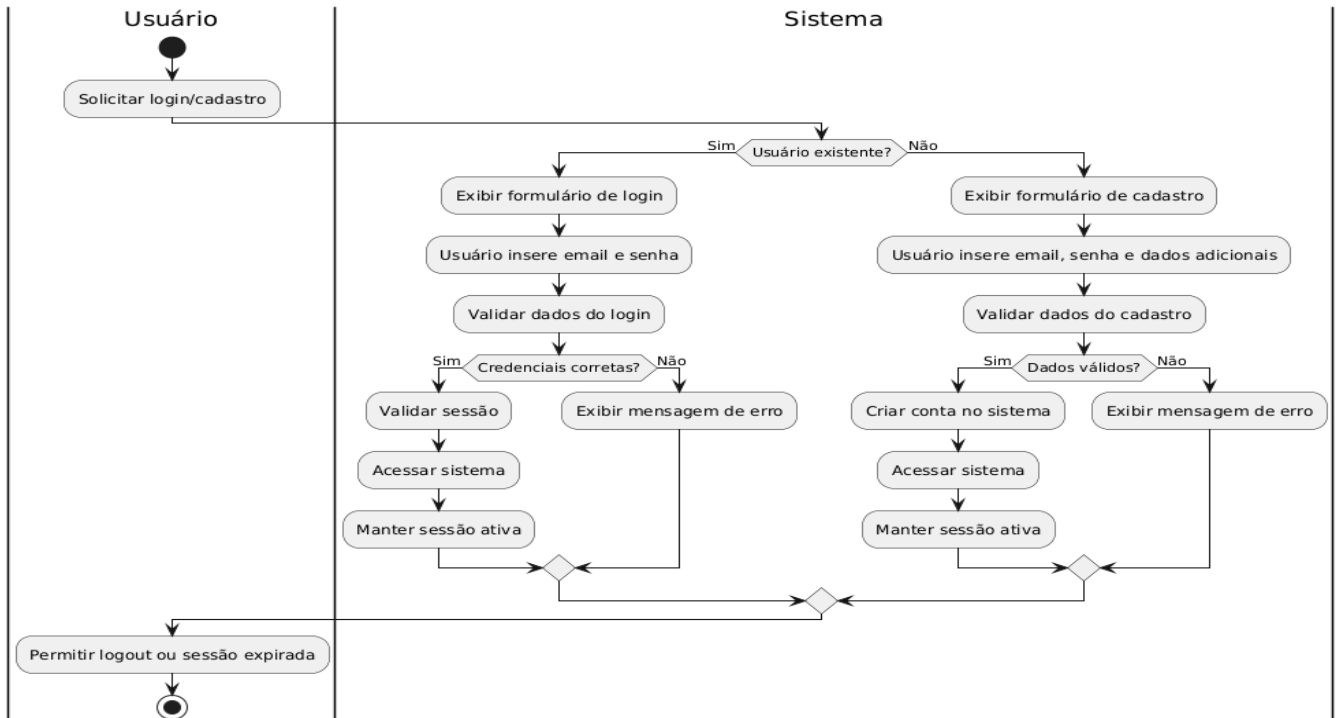 Usuário
Sistema
Solicitar login/cadastro
Usuário existente?
Sim
Não
Exibir formulário de login
Usuário insere email e senha
Validar dados do login
Credenciais corretas?
Sim
Não
Validar sessão
Acessar sistema
Manter sessão ativa
Exibir mensagem de erro
Exibir formulário de cadastro
Usuário insere email, senha e dados adicionais
Validar dados do cadastro
Dados válidos?
Sim
Não
Criar conta no sistema
Acessar sistema
Manter sessão ativa
Exibir mensagem de erro
Permitir logout ou sessão expirada